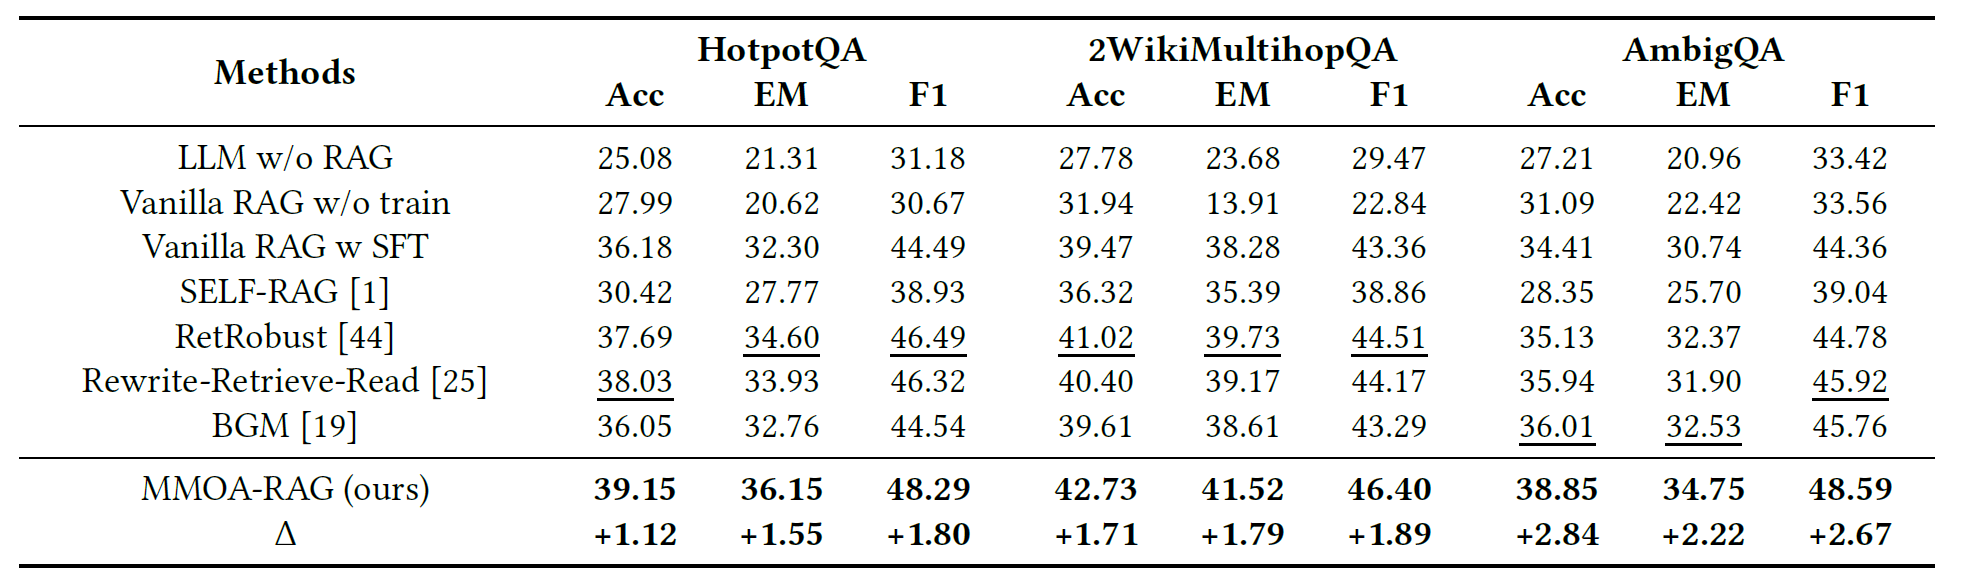 Methods HotpotQA 2WikiMultihopQA AmbigQA
Acc EM F1 Acc EM F1 Acc EM F1
LLM w/o RAG 25.08 21.31 31.18 27.78 23.68 29.47 27.21 20.96 33.42
Vanilla RAG w/o train 27.99 20.62 30.67 31.94 13.91 22.84 31.09 22.42 33.56
Vanilla RAG w SFT 36.18 32.30 44.49 39.47 38.28 43.36 34.41 30.74 44.36
SELF-RAG [1] 30.42 27.77 38.93 36.32 35.39 38.86 28.35 25.70 39.04
RetRobust [44] 37.69 34.60 46.49 41.02 39.73 44.51 35.13 32.37 44.78
Rewrite-Retrieve-Read [25] 38.03 33.93 46.32 40.40 39.17 44.17 35.94 31.90 45.92
BGM [19] 36.05 32.76 44.54 39.61 38.61 43.29 36.01 32.53 45.76
MMOA-RAG (ours) 39.15 36.15 48.29 42.73 41.52 46.40 38.85 34.75 48.59
Δ +1.12 +1.55 +1.80 +1.71 +1.79 +1.89 +2.84 +2.22 +2.67